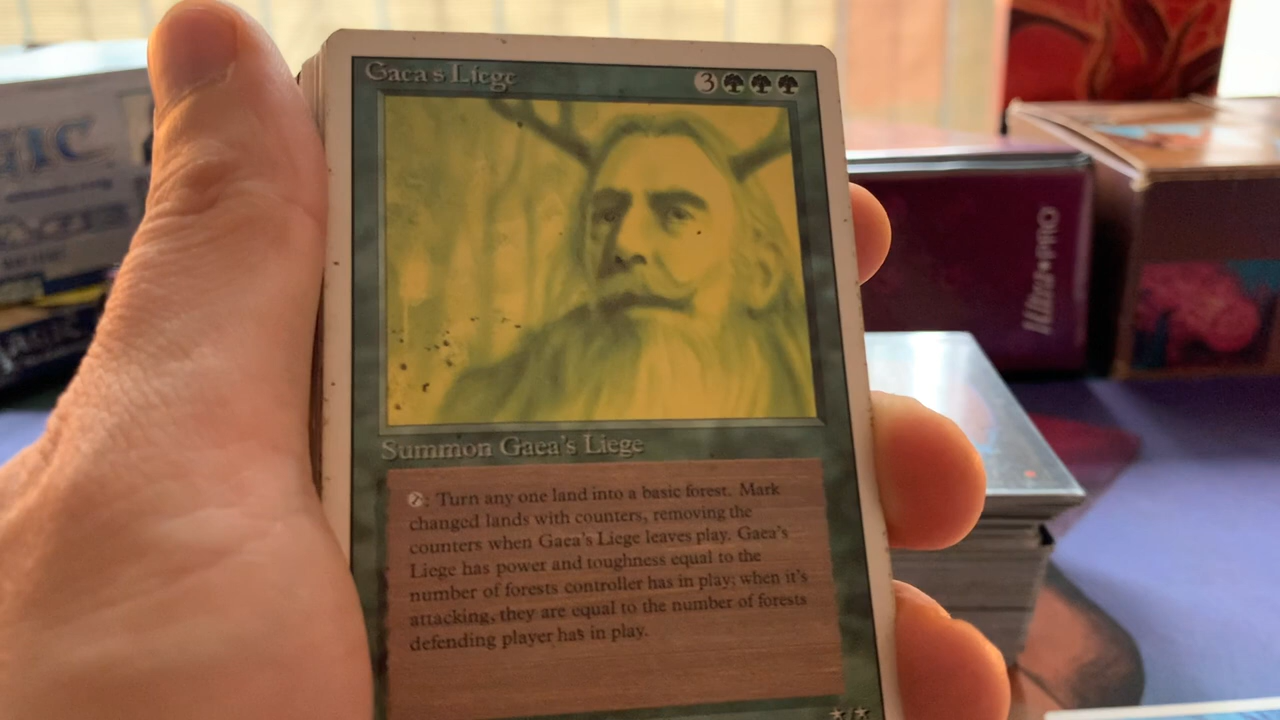 Gaea's Liege 3
Summon Gaea's Liege
: Turn any one land into a basic forest. Mark
changed lands with counters, removing the
counters when Gaea's Liege leaves play. Gaea's
Liege has power and toughness equal to the
number of forests controller has in play; when it's
attacking, they are equal to the number of forests
defending player has in play.
Ultra•PRO